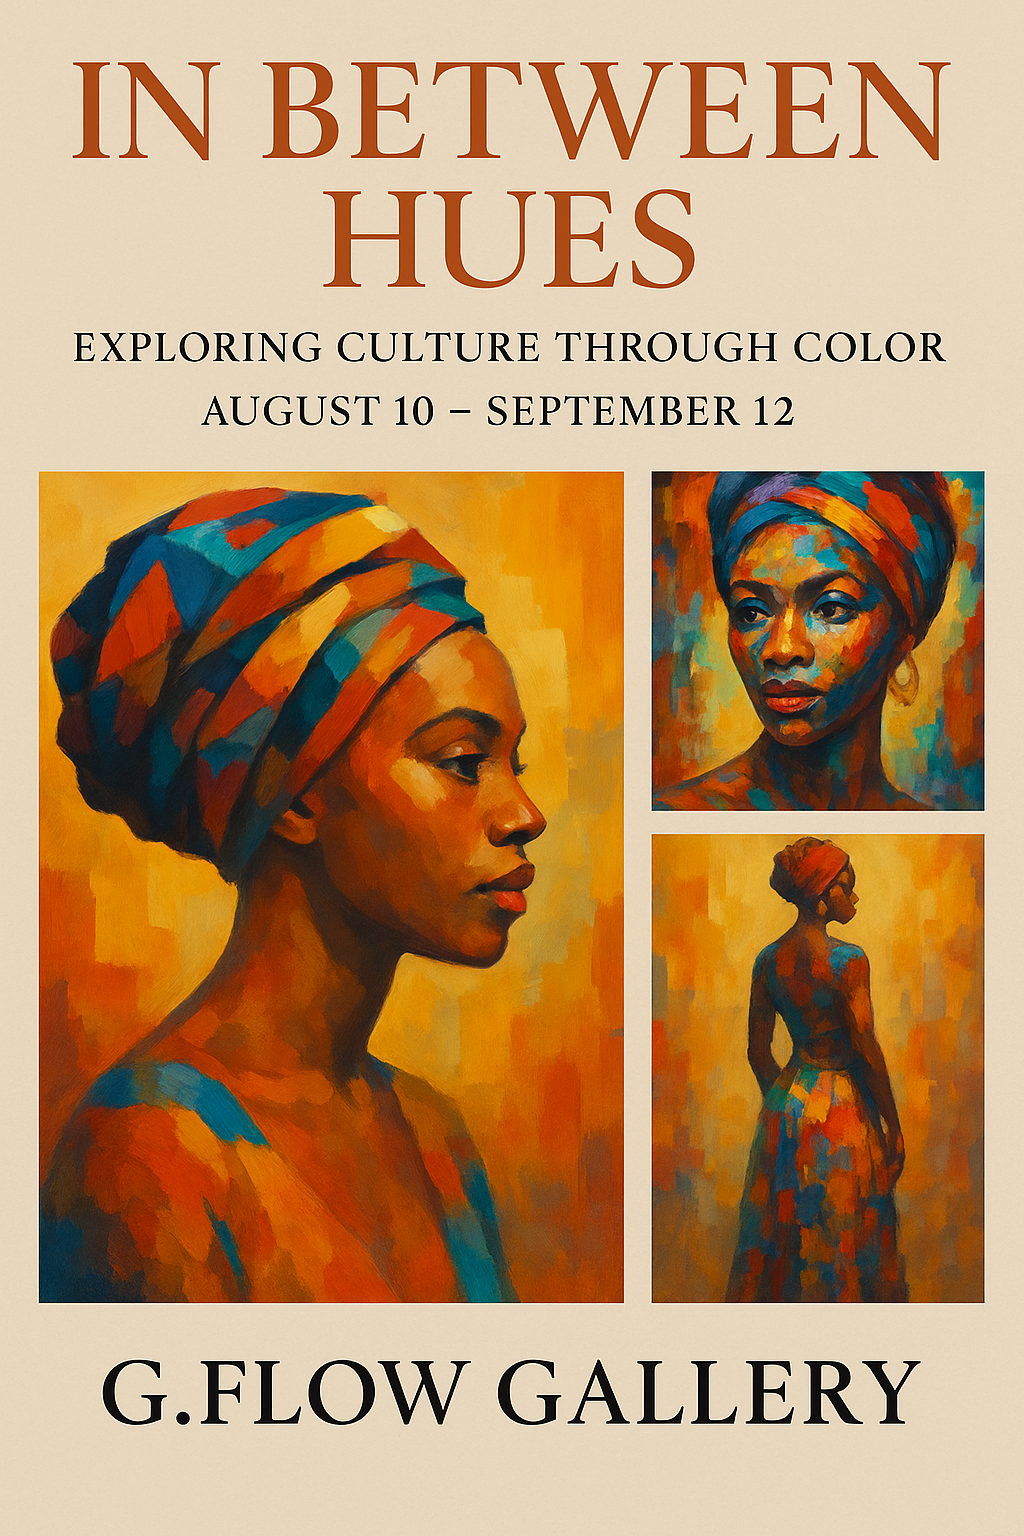 IN BETWEEN
HUES
EXPLORING CULTURE THROUGH COLOR
AUGUST 10 – SEPTEMBER 12
G.FLOW GALLERY